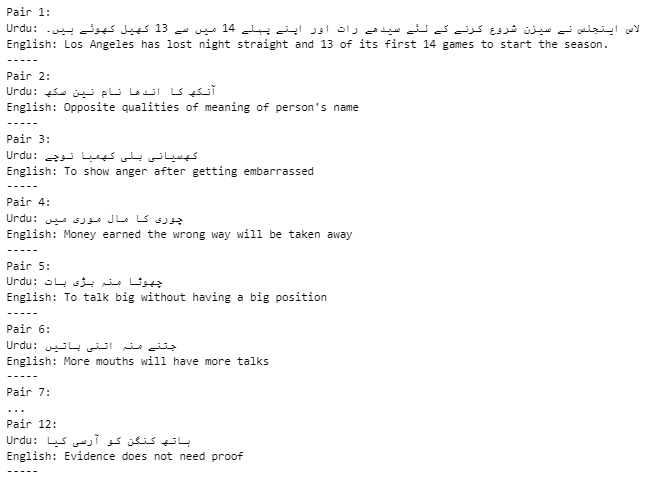 Pair 1:
Urdu: لاس اینجلس نے سیزن شروع کرنے کے لئے سیدھے رات اور اپنے پہلے 14 میں سے 13 کھیل کھوئے ہیں۔
English: Los Angeles has lost night straight and 13 of its first 14 games to start the season.
-----
Pair 2:
Urdu: آنکھ کا اندھا نام نین سکھ
English: Opposite qualities of meaning of person's name
-----
Pair 3:
Urdu: کھسیانی بلی کھمبا نوچے
English: To show anger after getting embarrassed
-----
Pair 4:
Urdu: چوری کا مال موری میں
English: Money earned the wrong way will be taken away
-----
Pair 5:
Urdu: چھوٹا منہ بڑی بات
English: To talk big without having a big position
-----
Pair 6:
Urdu: جتنے منہ اتنی باتیں
English: More mouths will have more talks
-----
Pair 7:
...
Pair 12:
Urdu: ہاتھ کنگن کو آرسی کیا
English: Evidence does not need proof
-----